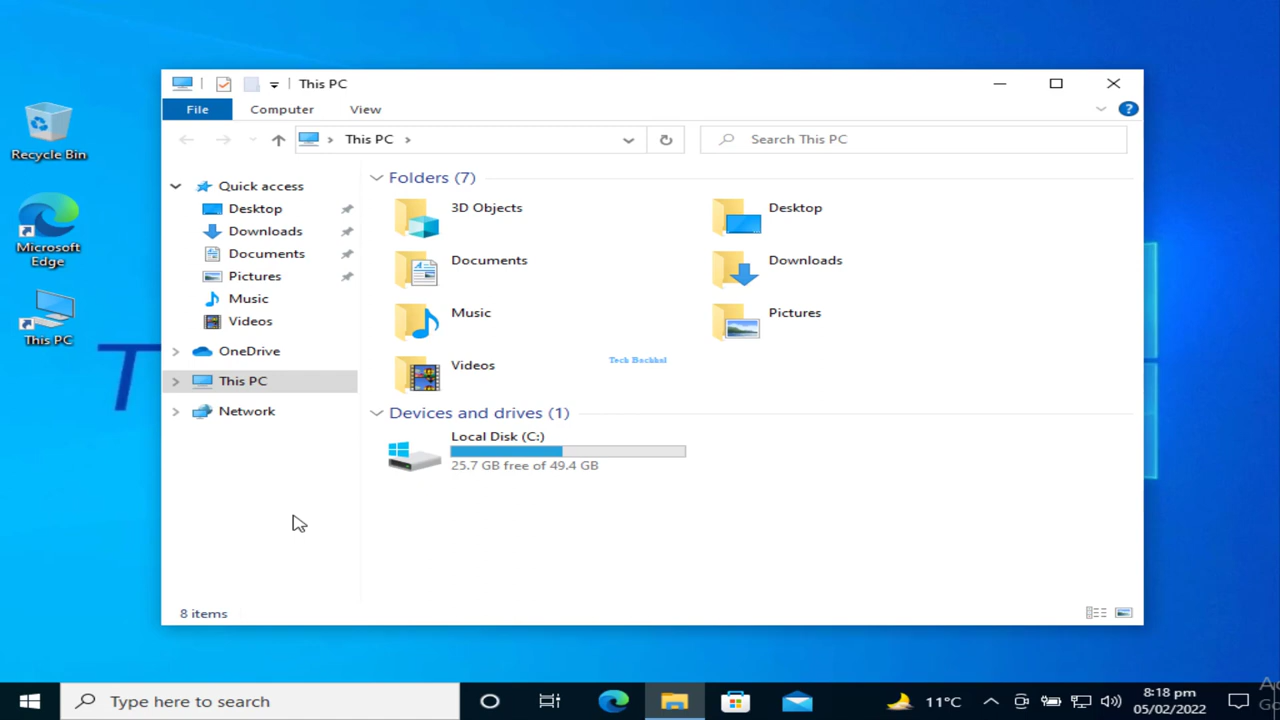 Recycle Bin
Microsoft
Edge
This PC
T
This PC
File
Computer
View
This PC
Search This PC
Quick access
Desktop
Downloads
Documents
Pictures
Music
Videos
OneDrive
This PC
Network
Folders (7)
3D Objects
Desktop
Documents
Downloads
Music
Pictures
Videos
Tech Bachhal
Devices and drives (1)
Local Disk (C:)
25.7 GB free of 49.4 GB
8 items
Type here to search
11°C
8:18 pm
05/02/2022